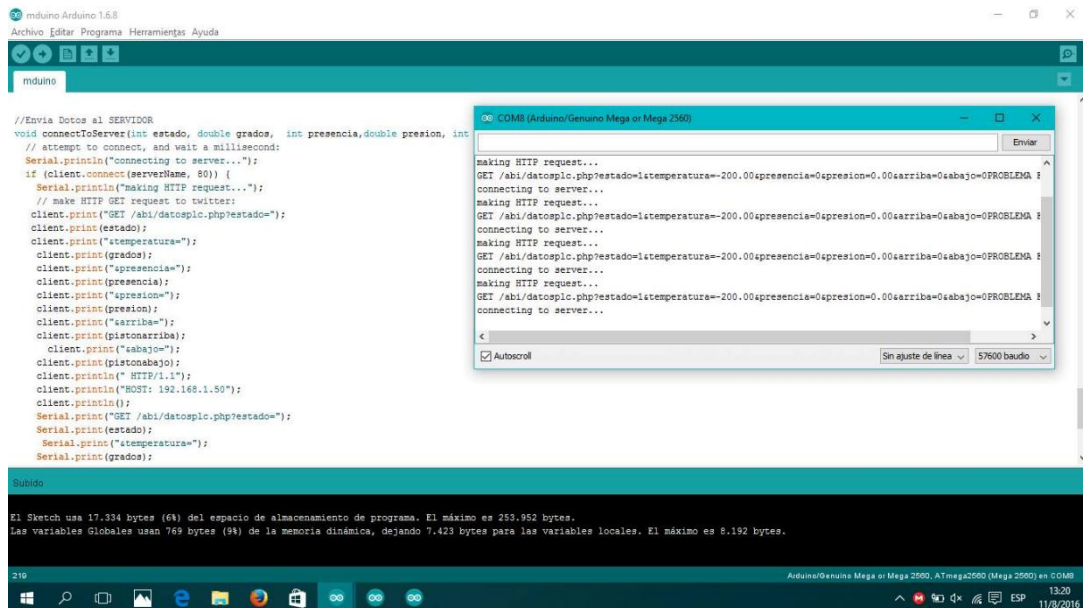 mduino Arduino 1.6.8
Archivo Editar Programa Herramientas Ayuda
mduino
//Envia Dotos al SERVIDOR
void connectToServer(int estado, double grados, int presencia,double presion, int
// attempt to connect, and wait a millisecond:
Serial.println("connecting to server...");
if (client.connect(serverName, 80)) {
Serial.println("making HTTP request...");
// make HTTP GET request to twitter:
client.print("GET /abi/datosplc.php?estado=");
client.print(estado);
client.print("&temperatura=");
client.print(grados);
client.print("&presencia=");
client.print(presencia);
client.print("&presion=");
client.print(presion);
client.print("&arriba=");
client.print(pistonarriba);
client.print("&abajo=");
client.print(pistonabajo);
client.println(" HTTP/1.1");
client.println("HOST: 192.168.1.50");
client.println();
Serial.print("GET /abi/datosplc.php?estado=");
Serial.print(estado);
Serial.print("&temperatura=");
Serial.print(grados);
COM8 (Arduino/Genuino Mega or Mega 2560)
Enviar
making HTTP request...
GET /abi/datosplc.php?estado=1&temperatura=-200.00&presencia=0&presion=0.00&arriba=0&abajo=0PROBLEMA
connecting to server...
making HTTP request...
GET /abi/datosplc.php?estado=1&temperatura=-200.00&presencia=0&presion=0.00&arriba=0&abajo=0PROBLEMA
connecting to server...
making HTTP request...
GET /abi/datosplc.php?estado=1&temperatura=-200.00&presencia=0&presion=0.00&arriba=0&abajo=0PROBLEMA
connecting to server...
making HTTP request...
GET /abi/datosplc.php?estado=1&temperatura=-200.00&presencia=0&presion=0.00&arriba=0&abajo=0PROBLEMA
connecting to server...
Autoscroll
Sin ajuste de línea
57600 baudio
Subido
El Sketch usa 17.334 bytes (6%) del espacio de almacenamiento de programa. El máximo es 253.952 bytes.
Las variables Globales usan 769 bytes (9%) de la memoria dinámica, dejando 7.423 bytes para las variables locales. El máximo es 8.192 bytes.
219
Arduino/Genuino Mega or Mega 2560, ATmega2560 (Mega 2560) en COM8
ESP
13:20
11/8/2016